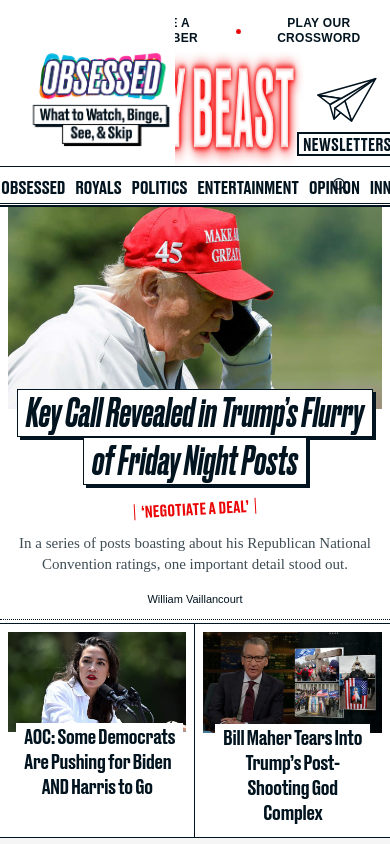 E A
BER
PLAY OUR
CROSSWORD
OBSESSED
What to Watch, Binge,
See, & Skip
Y BEAST
NEWSLETTERS
OBSESSED ROYALS POLITICS ENTERTAINMENT OPINION INN
45
MAKE A
GREAT
Key Call Revealed in Trump's Flurry
of Friday Night Posts
'NEGOTIATE A DEAL'
In a series of posts boasting about his Republican National
Convention ratings, one important detail stood out.
William Vaillancourt
AOC: Some Democrats
Are Pushing for Biden
AND Harris to Go
Bill Maher Tears Into
Trump's Post-
Shooting God
Complex